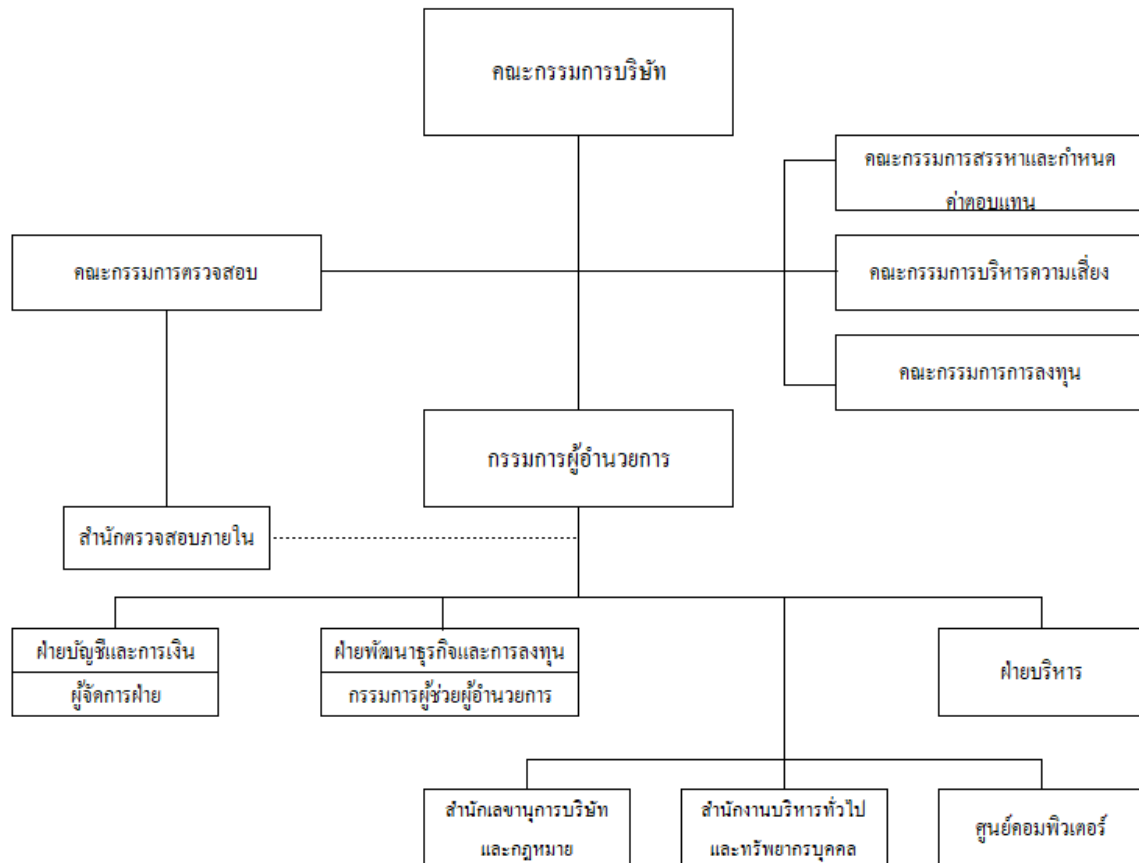 คณะกรรมการบริษัท
คณะกรรมการสรรหาและกำหนด
ค่าตอบแทน
คณะกรรมการตรวจสอบ
คณะกรรมการบริหารความเสี่ยง
คณะกรรมการการลงทุน
กรรมการผู้อำนวยการ
สำนักตรวจสอบภายใน
ฝ่ายบัญชีและการเงิน
ผู้จัดการฝ่าย
ฝ่ายพัฒนาธุรกิจและการลงทุน
กรรมการผู้ช่วยผู้อำนวยการ
ฝ่ายบริหาร
สำนักเลขานุการบริษัท
และกฎหมาย
สำนักงานบริหารทั่วไป
และทรัพยากรบุคคล
ศูนย์คอมพิวเตอร์